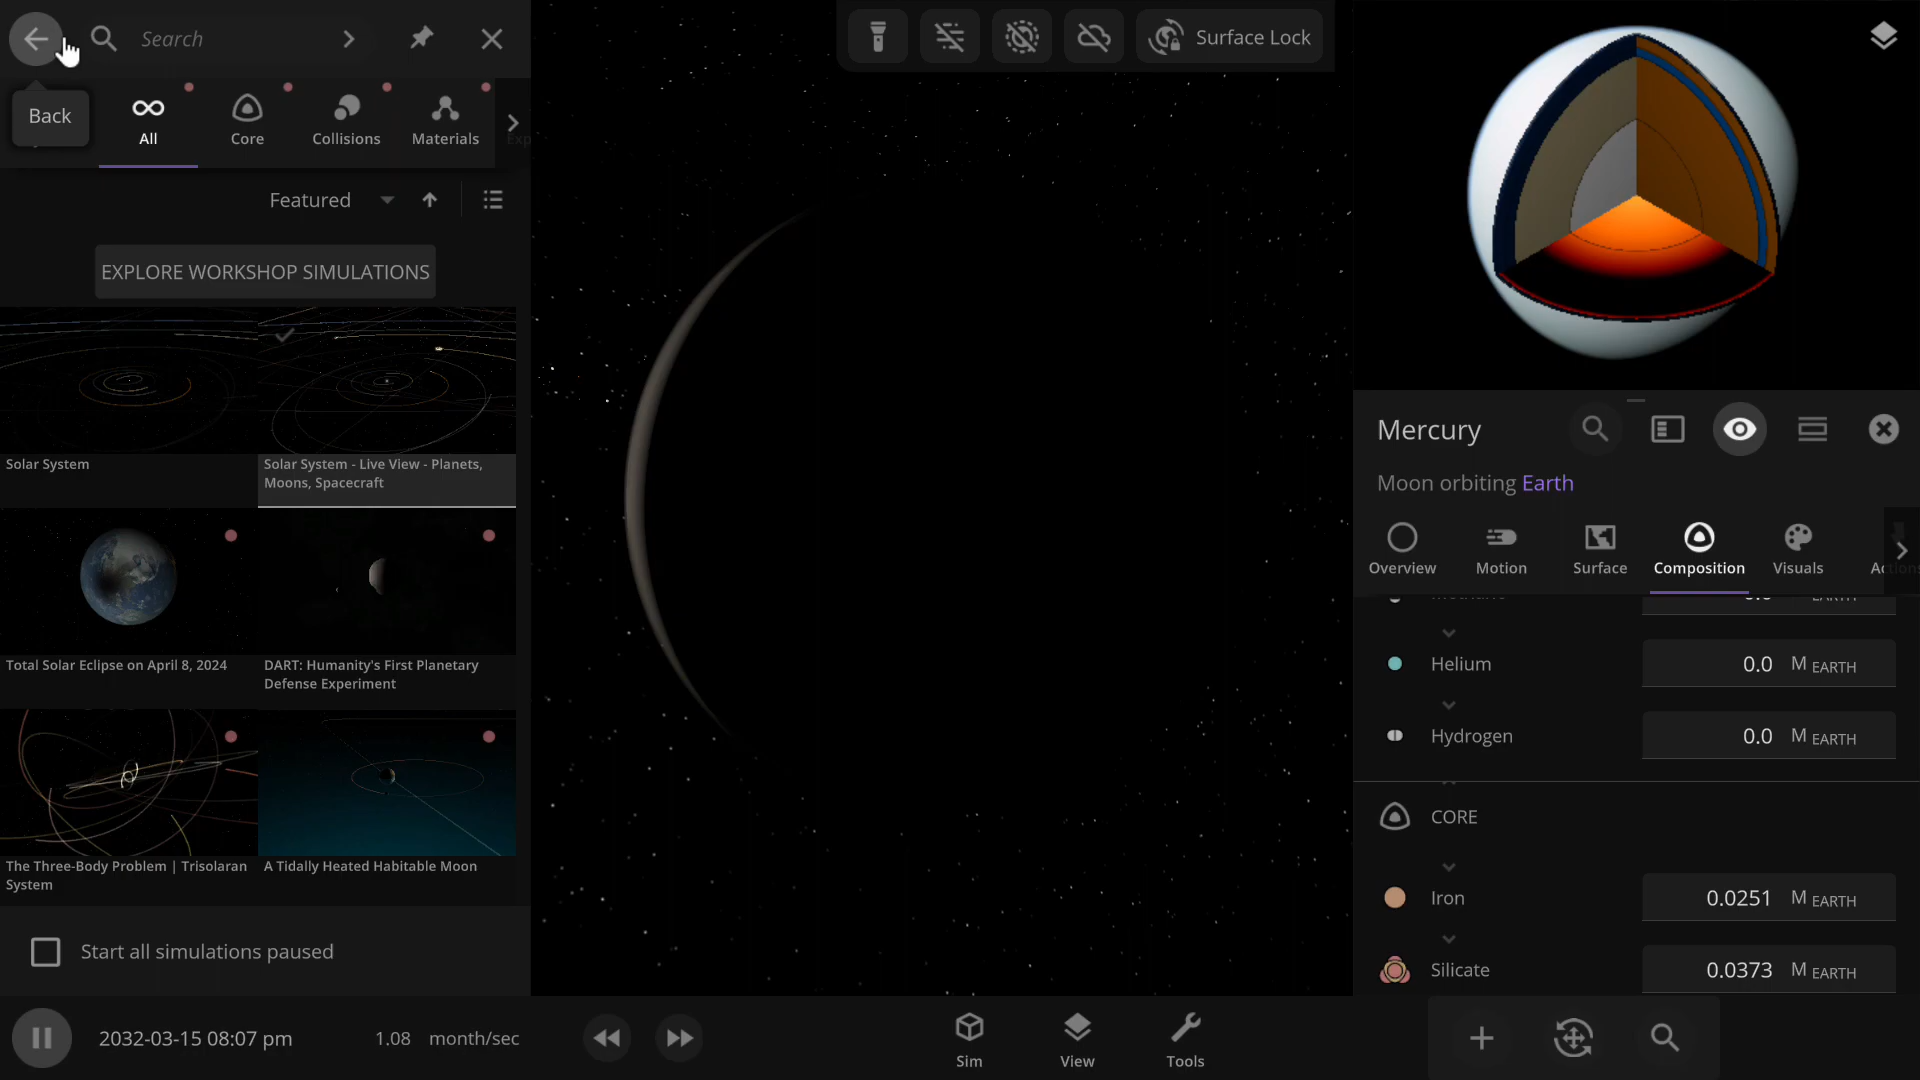 Search
Surface Lock
Back
All
Core
Collisions
Materials
Featured
EXPLORE WORKSHOP SIMULATIONS
Solar System
Solar System - Live View - Planets,
Moons, Spacecraft
Total Solar Eclipse on April 8, 2024
DART: Humanity's First Planetary
Defense Experiment
The Three-Body Problem | Trisolaran
System
A Tidally Heated Habitable Moon
Start all simulations paused
2032-03-15 08:07 pm
1.08 month/sec
Sim
View
Tools
Mercury
Moon orbiting Earth
Overview
Motion
Surface
Composition
Visuals
Helium 0.0 M EARTH
Hydrogen 0.0 M EARTH
CORE
Iron 0.0251 M EARTH
Silicate 0.0373 M EARTH